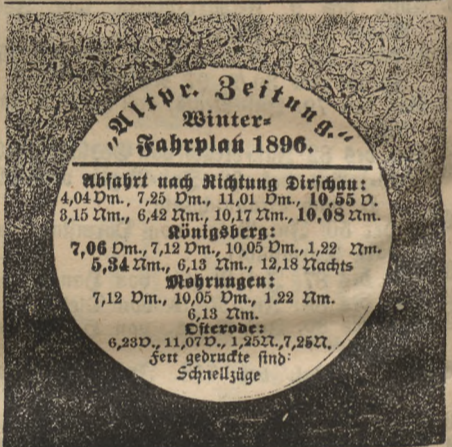 „Altpr. Zeitung.“
Winter-
Fahrplan 1896.
Abfahrt nach Richtung Dirschau:
4,04 Vm., 7,25 Vm., 11,01 Vm., 10,55 V.
3,15 Nm., 6,42 Nm., 10,17 Nm., 10,08 Nm.
Königsberg:
7,06 Vm., 7,12 Vm., 10,05 Vm., 1,22 Nm.
5,34 Nm., 6,13 Nm., 12,18 Nachts
Mohrungen:
7,12 Vm., 10,05 Vm., 1,22 Nm.
6,13 Nm.
Osterode:
6,23V., 11,07V., 1,25N., 7,25N.
Fett gedruckte sind:
Schnellzüge